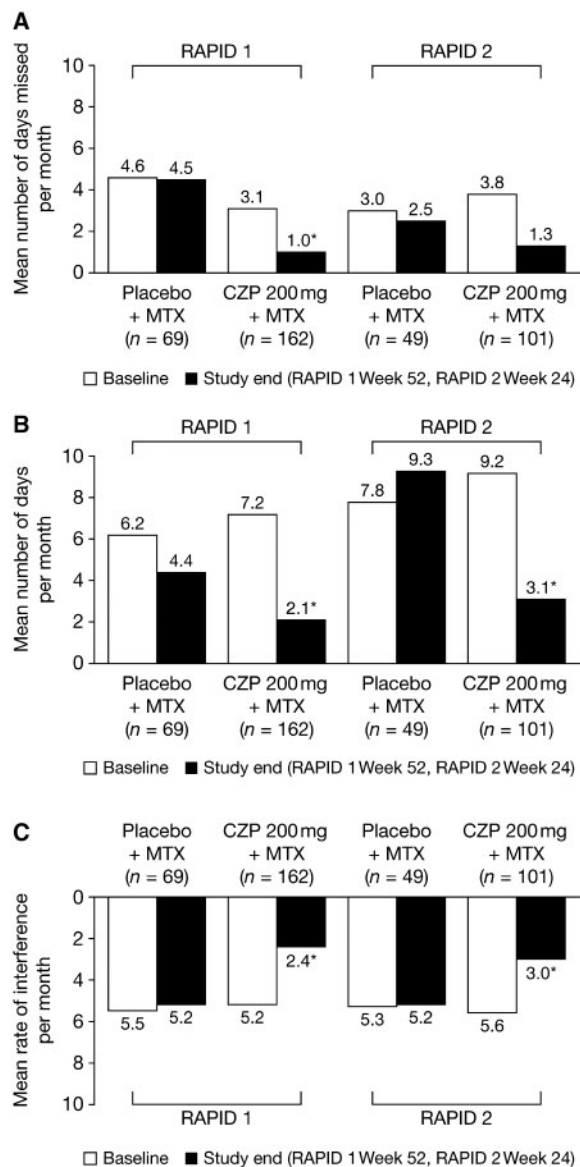 A
RAPID 1 RAPID 2
Mean number of days missed
per month
10
8
6
4
2
0
4.6 4.5 3.1 1.0* 3.0 2.5 3.8 1.3
Placebo CZP 200 mg Placebo CZP 200 mg
+ MTX + MTX + MTX + MTX
(n = 69) (n = 162) (n = 49) (n = 101)
Baseline Study end (RAPID 1 Week 52, RAPID 2 Week 24)
B
RAPID 1 RAPID 2
Mean number of days
per month
10
8
6
4
2
0
6.2 4.4 7.2 2.1* 7.8 9.3 9.2 3.1*
Placebo CZP 200 mg Placebo CZP 200 mg
+ MTX + MTX + MTX + MTX
(n = 69) (n = 162) (n = 49) (n = 101)
Baseline Study end (RAPID 1 Week 52, RAPID 2 Week 24)
C
Placebo CZP 200 mg Placebo CZP 200 mg
+ MTX + MTX + MTX + MTX
(n = 69) (n = 162) (n = 49) (n = 101)
Mean rate of interference
per month
0
2
4
6
8
10
5.5 5.2 5.2 2.4* 5.3 5.2 5.6 3.0*
RAPID 1 RAPID 2
Baseline Study end (RAPID 1 Week 52, RAPID 2 Week 24)